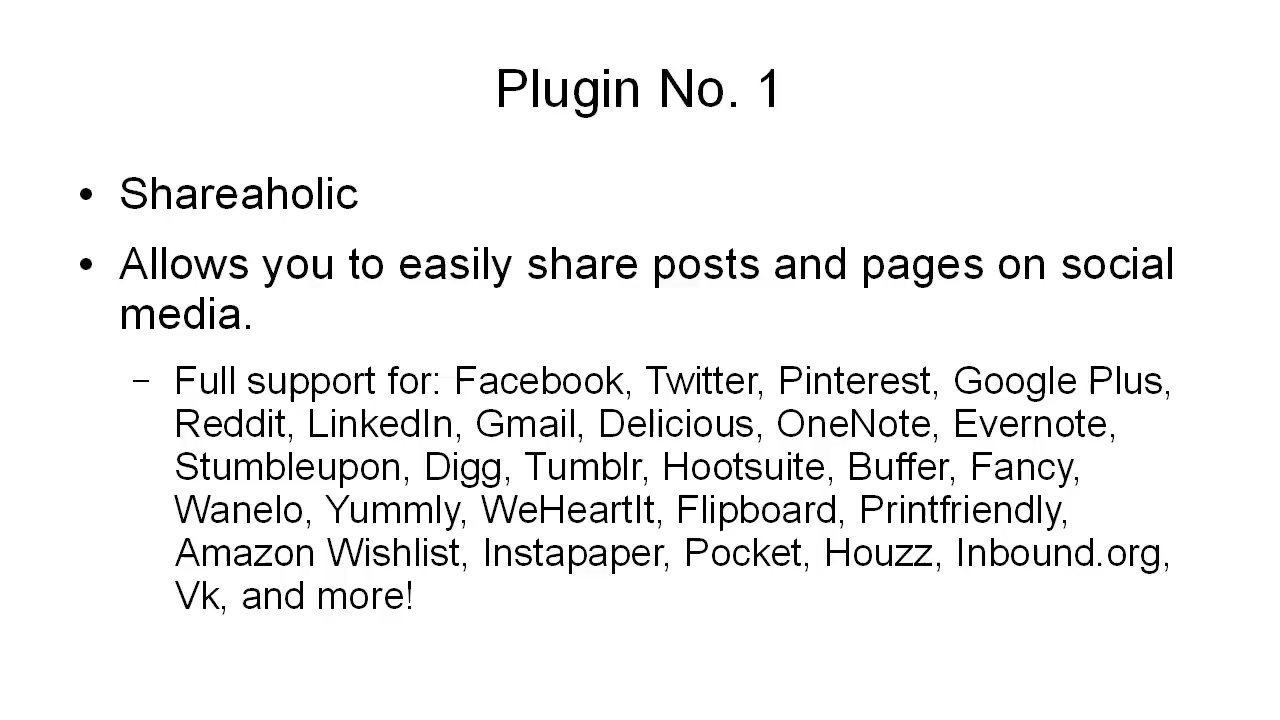 Plugin No. 1
• Shareaholic
• Allows you to easily share posts and pages on social
media.
– Full support for: Facebook, Twitter, Pinterest, Google Plus,
Reddit, LinkedIn, Gmail, Delicious, OneNote, Evernote,
Stumbleupon, Digg, Tumblr, Hootsuite, Buffer, Fancy,
Wanelo, Yummly, WeHeartIt, Flipboard, Printfriendly,
Amazon Wishlist, Instapaper, Pocket, Houzz, Inbound.org,
Vk, and more!